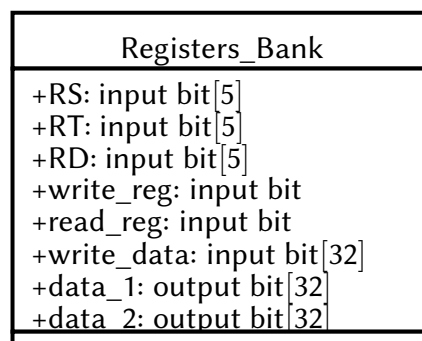 Registers_Bank
+RS: input bit[5]
+RT: input bit[5]
+RD: input bit[5]
+write_reg: input bit
+read_reg: input bit
+write_data: input bit[32]
+data_1: output bit[32]
+data_2: output bit[32]